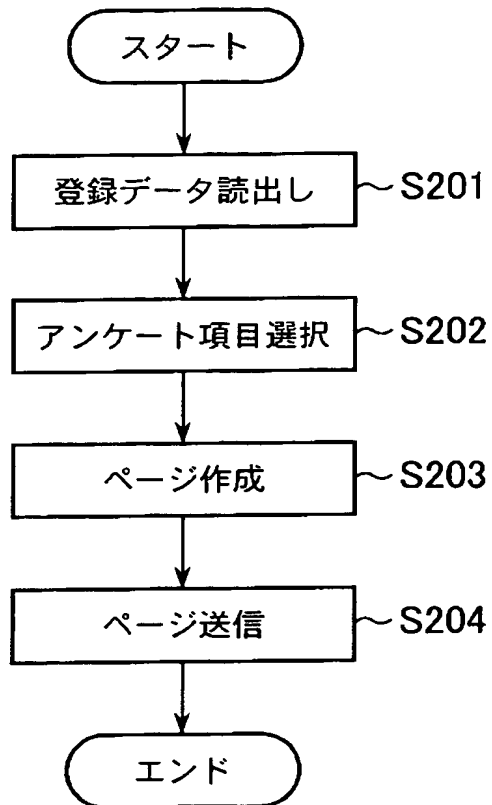 スタート
登録データ読出し ～S201
アンケート項目選択 ～S202
ページ作成 ～S203
ページ送信 ～S204
エンド